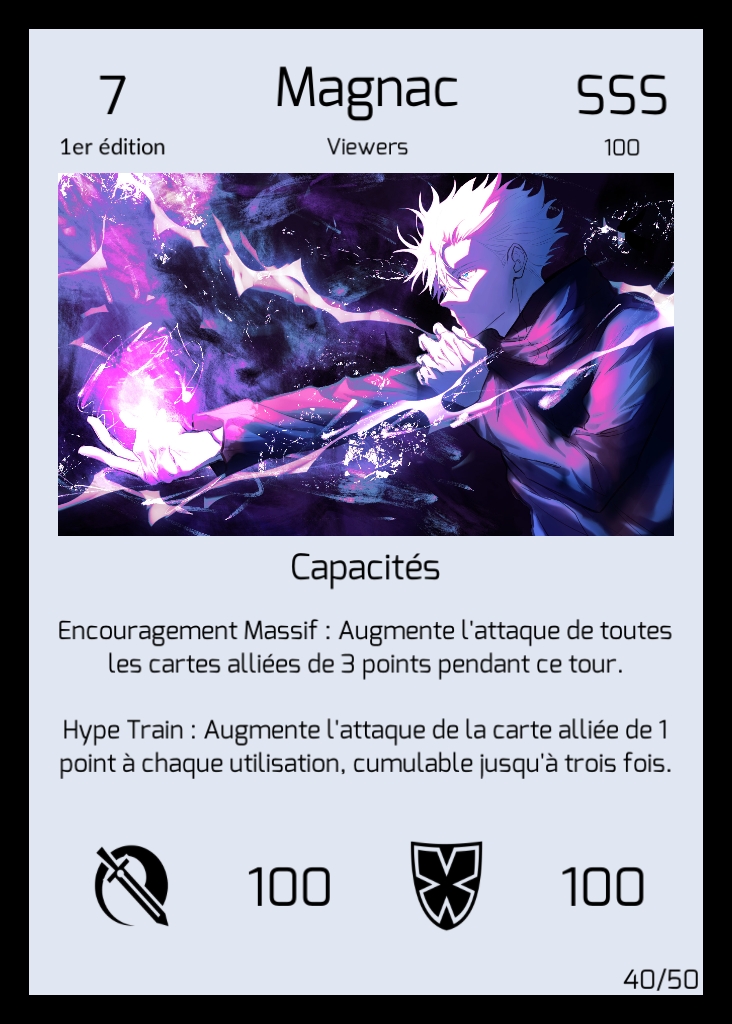 7
Magnac
SSS
1er édition
Viewers
100
Capacités
Encouragement Massif : Augmente l'attaque de toutes
les cartes alliées de 3 points pendant ce tour.
Hype Train : Augmente l'attaque de la carte alliée de 1
point à chaque utilisation, cumulable jusqu'à trois fois.
100
100
40/50